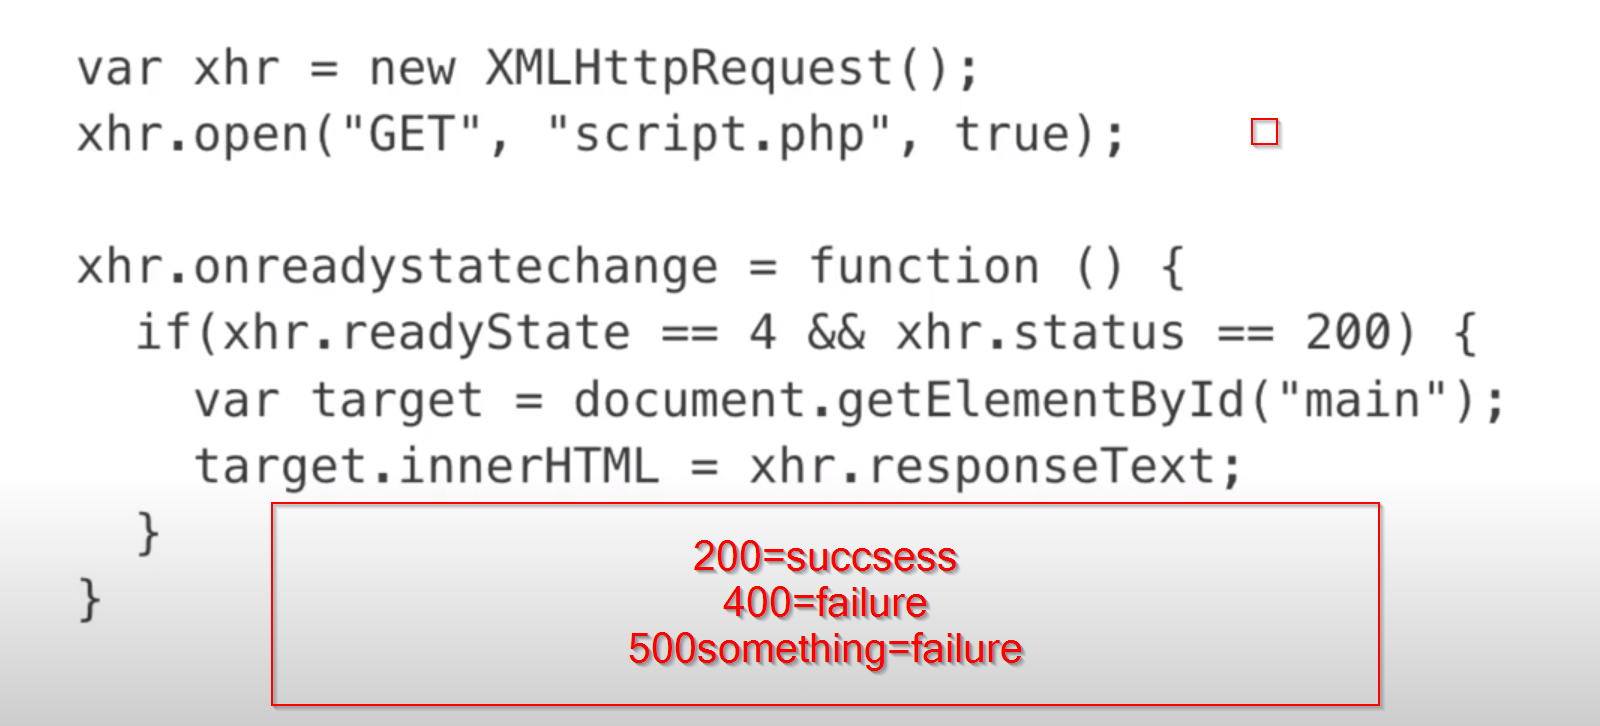 var xhr = new XMLHttpRequest();
xhr.open("GET", "script.php", true);
xhr.onreadystatechange = function () {
if(xhr.readyState == 4 && xhr.status == 200) {
var target = document.getElementById("main");
target.innerHTML = xhr.responseText;
}
}
200=succsess
400=failure
500something=failure